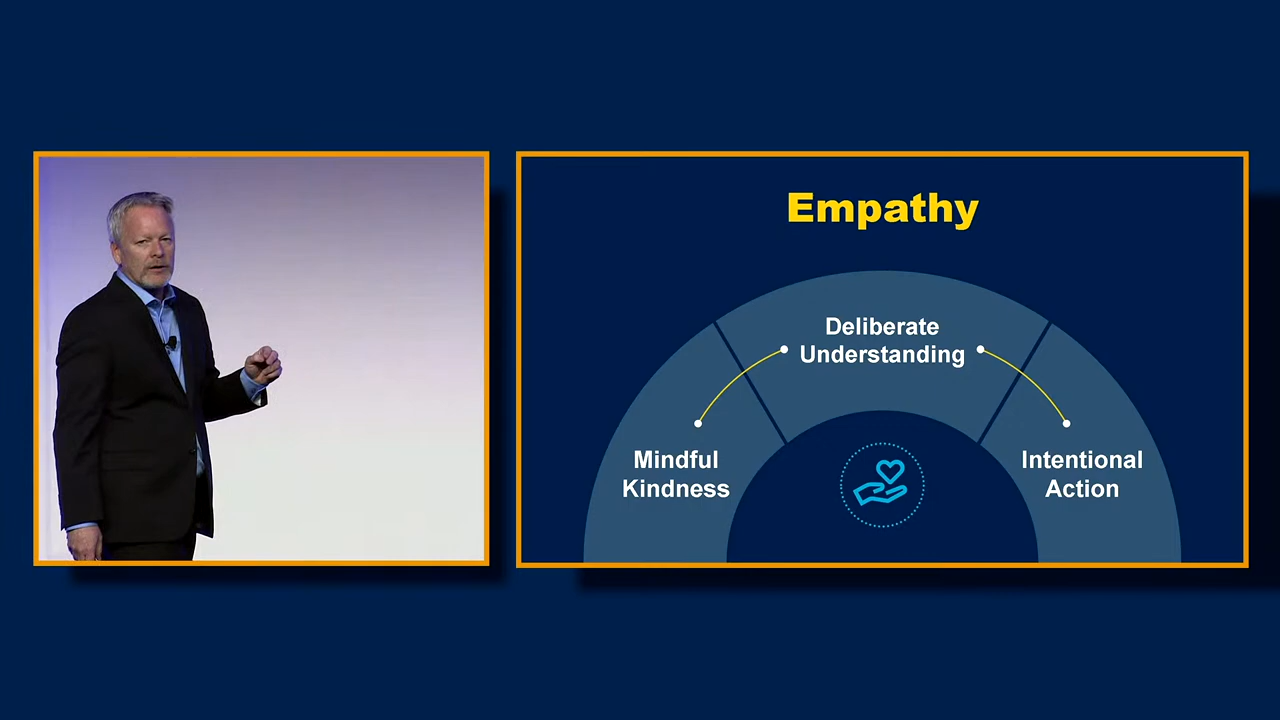 Empathy
Deliberate
Understanding
Mindful
Kindness
Intentional
Action